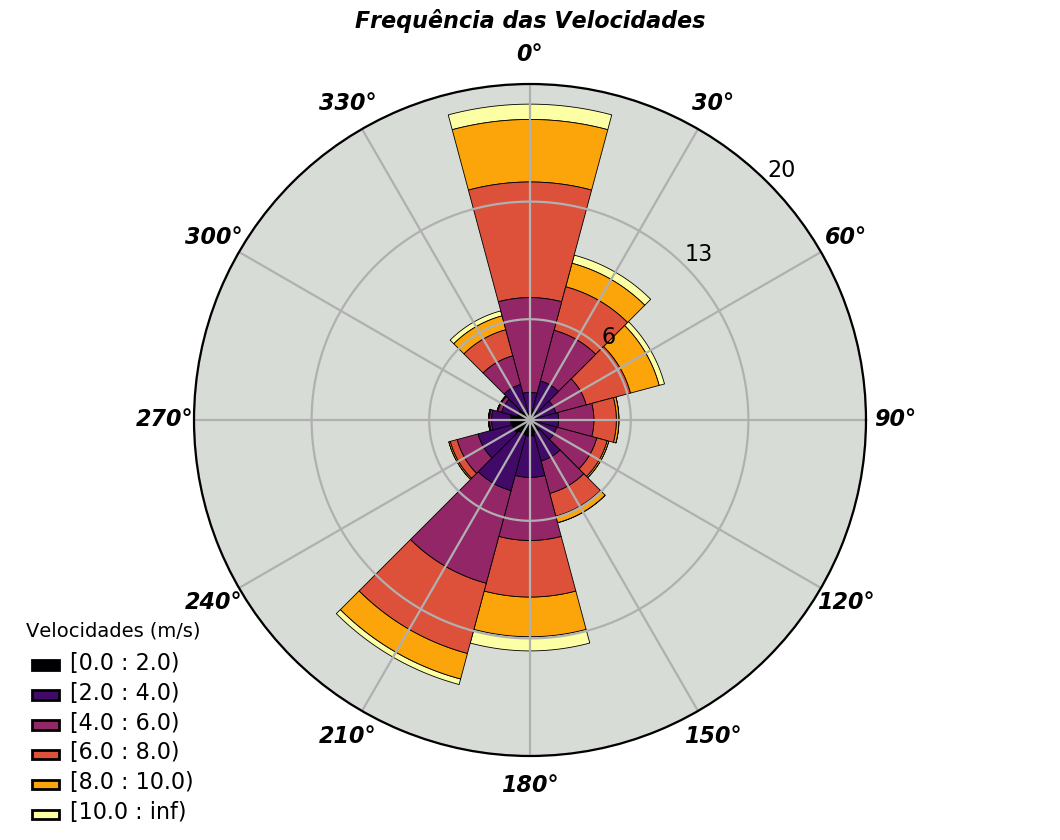 Frequência das Velocidades
0°
330°
30°
20
300°
60°
13
6
270°
90°
240°
120°
210°
150°
180°
Velocidades (m/s)
[0.0 : 2.0)
[2.0 : 4.0)
[4.0 : 6.0)
[6.0 : 8.0)
[8.0 : 10.0)
[10.0 : inf)